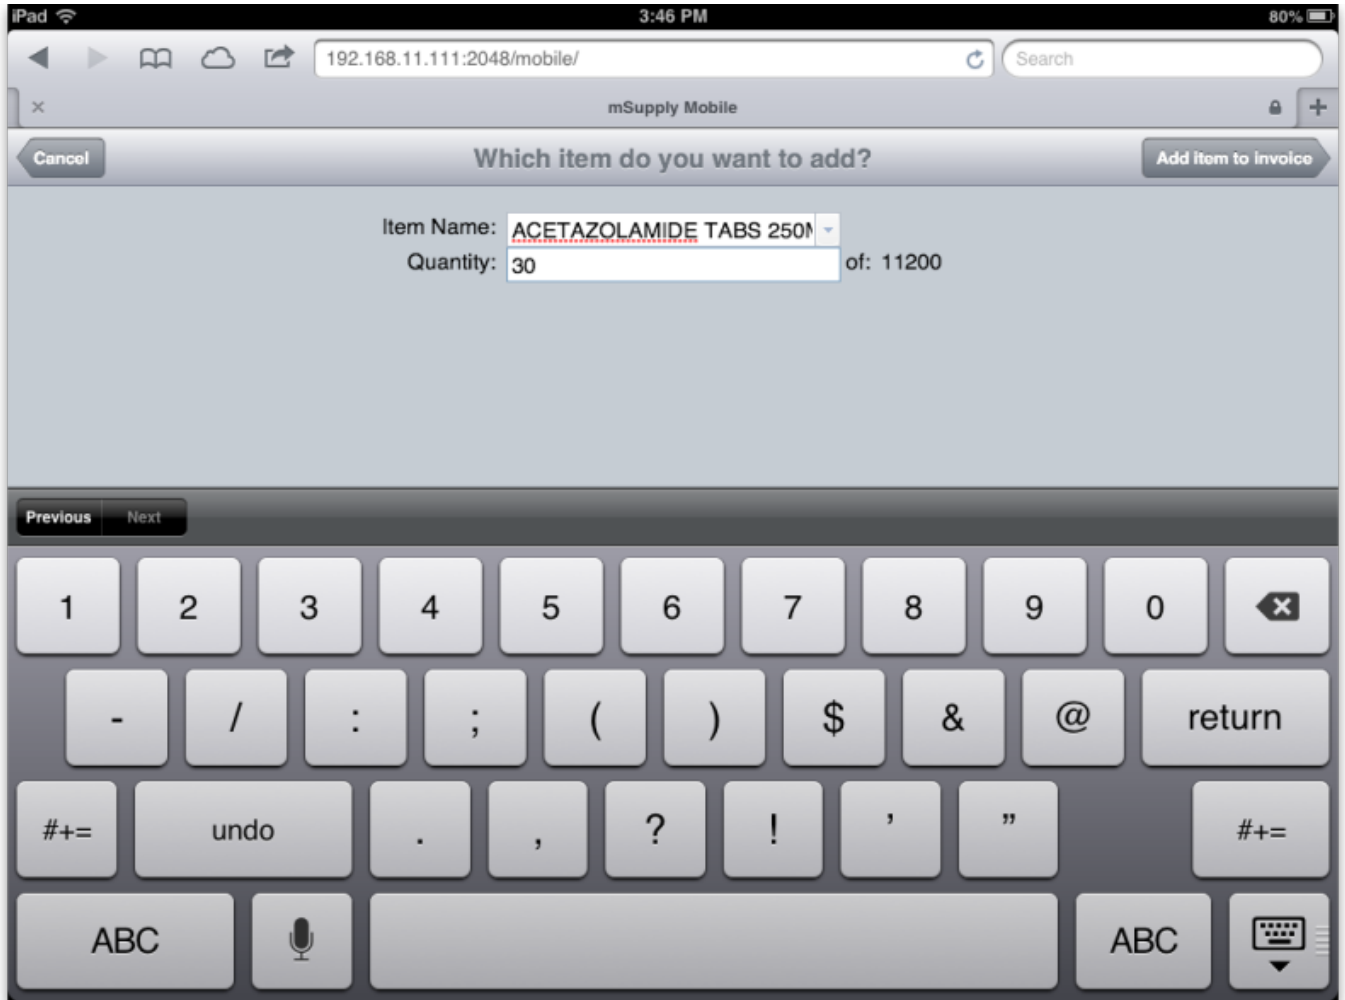 iPad 3:46 PM 80%
192.168.11.111:2048/mobile/ Search
mSupply Mobile
Cancel Which item do you want to add? Add item to invoice
Item Name: ACETAZOLAMIDE TABS 250M
Quantity: 30 of: 11200
Previous Next
1 2 3 4 5 6 7 8 9 0
- / : ; ( ) $ & @ return
#+= undo . , ? ! ’ ” #+=
ABC ABC